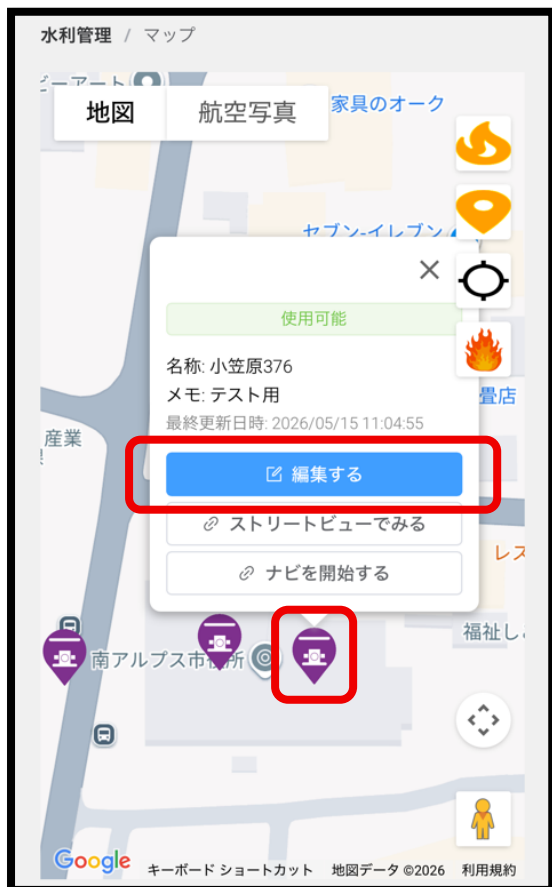 水利管理 / マップ
地図
航空写真
家具のオーク
セブン-イレブン
使用可能
名称: 小笠原376
メモ: テスト用
最終更新日時: 2026/05/15 11:04:55
畳店
産業
編集する
ストリートビューでみる
ナビを開始する
レス
福祉し
南アルプス市役所
Google
キーボード ショートカット
地図データ ©2026
利用規約